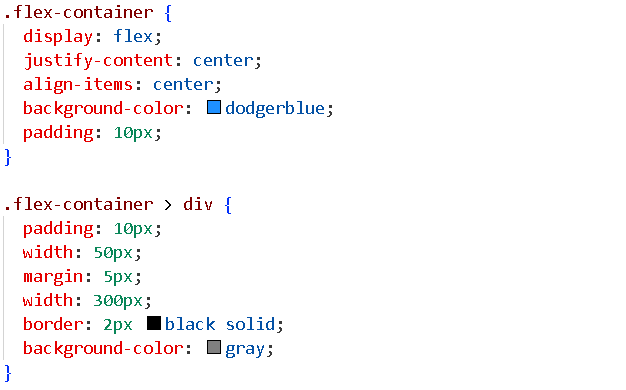 .flex-container {
  display: flex;
  justify-content: center;
  align-items: center;
  background-color: dodgerblue;
  padding: 10px;
}

.flex-container > div {
  padding: 10px;
  width: 50px;
  margin: 5px;
  width: 300px;
  border: 2px black solid;
  background-color: gray;
}